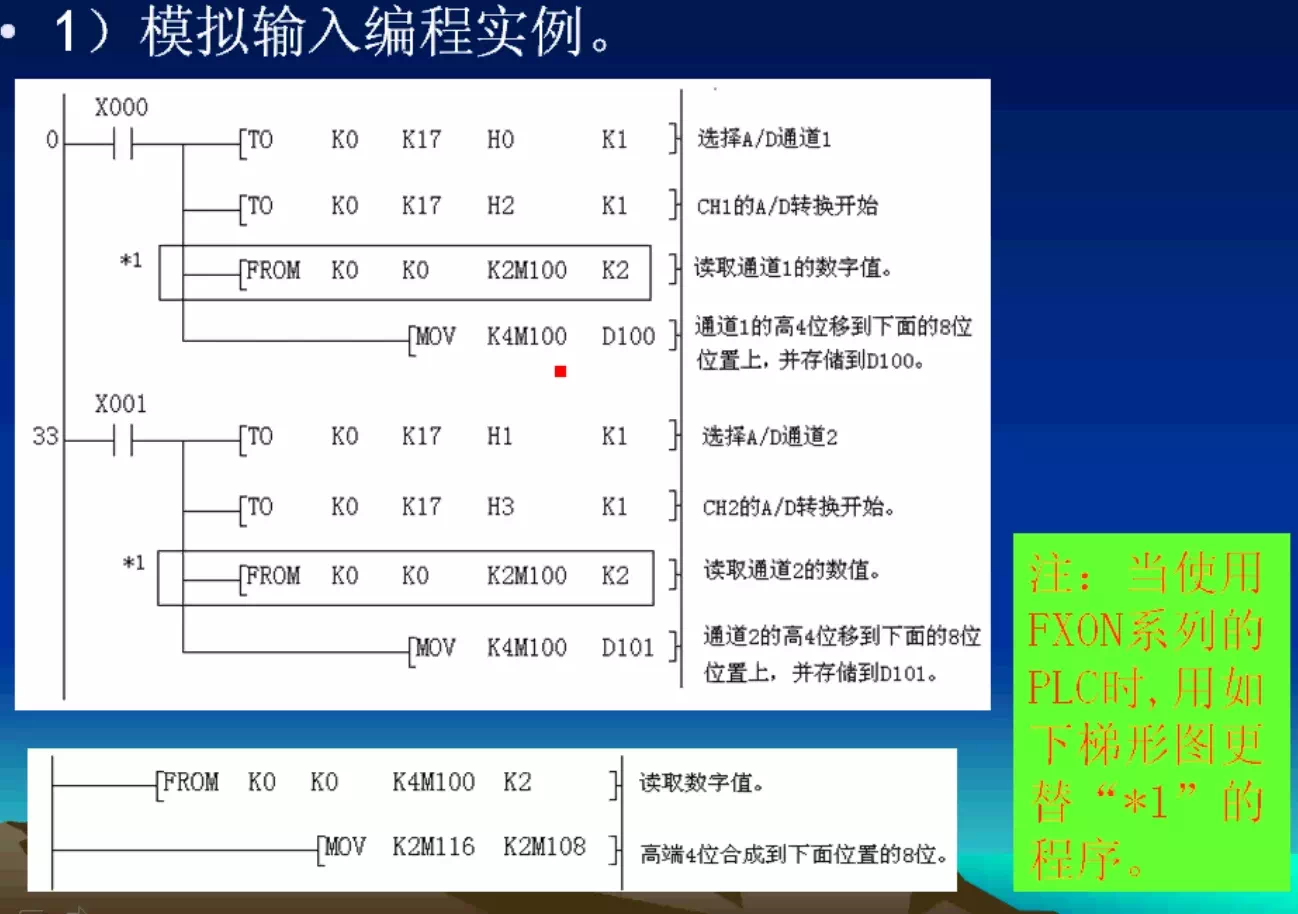 • 1）模拟输入编程实例。
X000
0 [TO K0 K17 H0 K1 ] 选择A/D通道1
[TO K0 K17 H2 K1 ] CH1的A/D转换开始
*1 [FROM K0 K0 K2M100 K2 ] 读取通道1的数字值。
[MOV K4M100 D100 ] 通道1的高4位移到下面的8位
位置上，并存储到D100。
X001
33 [TO K0 K17 H1 K1 ] 选择A/D通道2
[TO K0 K17 H3 K1 ] CH2的A/D转换开始。
*1 [FROM K0 K0 K2M100 K2 ] 读取通道2的数值。
[MOV K4M100 D101 ] 通道2的高4位移到下面的8位
位置上，并存储到D101。
注：当使用
FXON系列的
PLC时,用如
下梯形图更
替“*1”的
程序。
[FROM K0 K0 K4M100 K2 ] 读取数字值。
[MOV K2M116 K2M108 ] 高端4位合成到下面位置的8位。